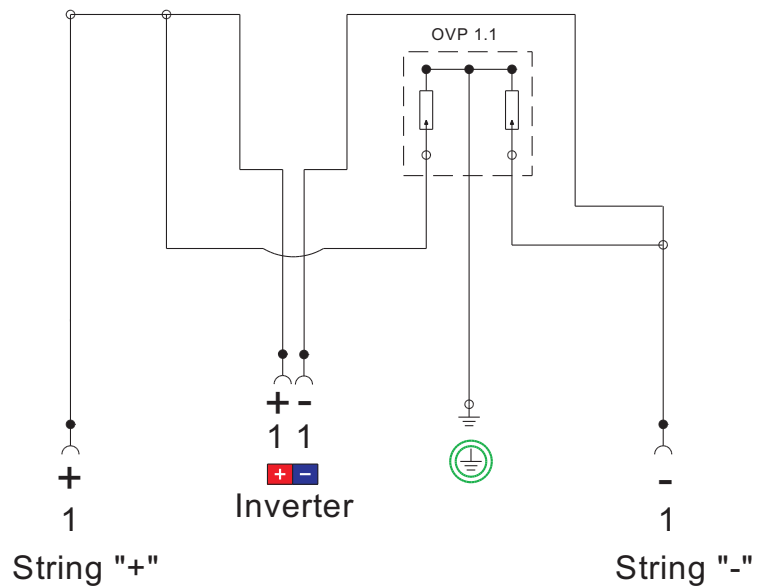 OVP 1.1
+ -
1 1
+ -
Inverter
+
1
String "+"
-
1
String "-"